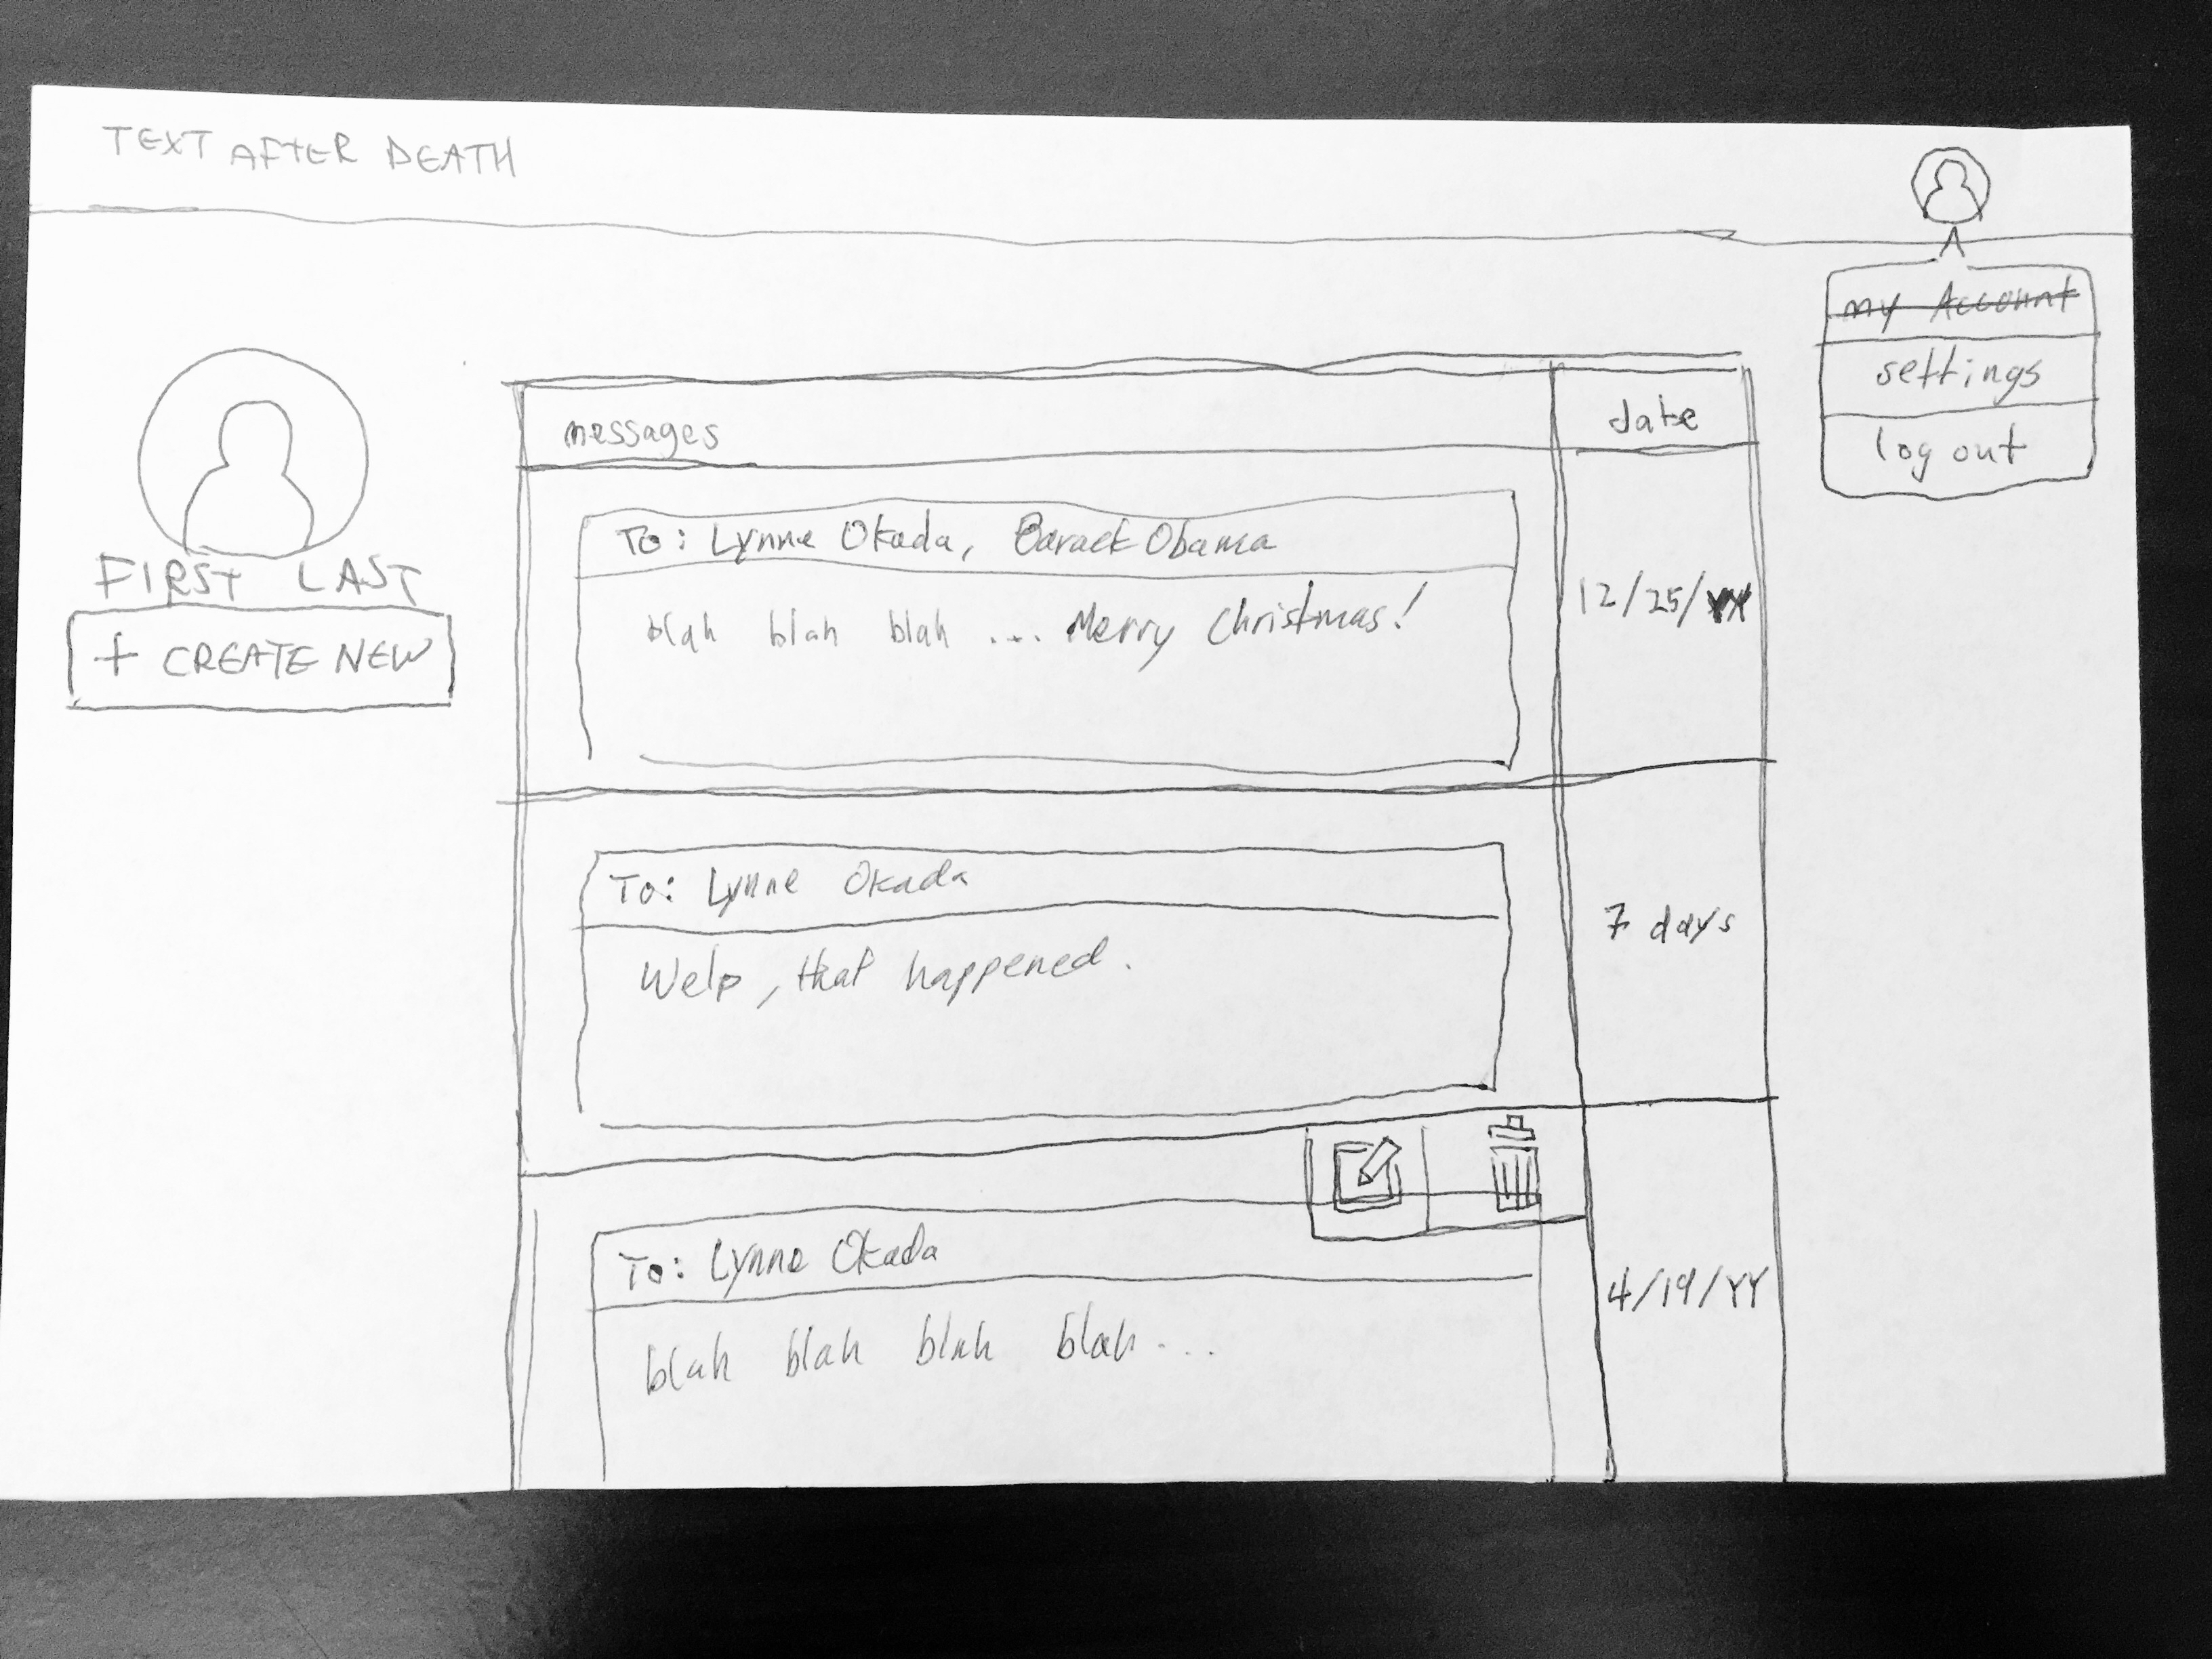 TEXT AFTER DEATH
my Account
settings
log out
FIRST LAST
+ CREATE NEW
messages
date
To: Lynne Okada, Barack Obama
blah blah blah ... Merry Christmas!
12/25/YY
To: Lynne Okada
Welp, that happened.
7 days
To: Lynne Okada
blah blah blah blah ...
4/19/YY